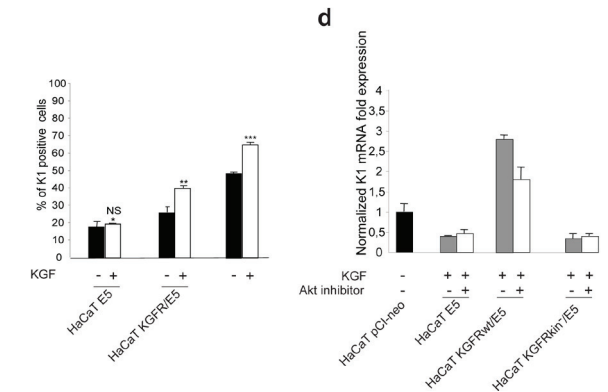 d
% of K1 positive cells
100
90
80
70
60
50
40
30
20
10
0
NS
*
**
***
KGF - + - + - +
HaCaT E5
HaCaT KGFR/E5
Normalized K1 mRNA fold expression
4
3,5
3
2,5
2
1,5
1
0,5
0
KGF - + + + + + +
Akt inhibitor - - + - + - +
HaCaT pCI-neo
HaCaT E5
HaCaT KGFRwt/E5
HaCaT KGFRkin⁻/E5